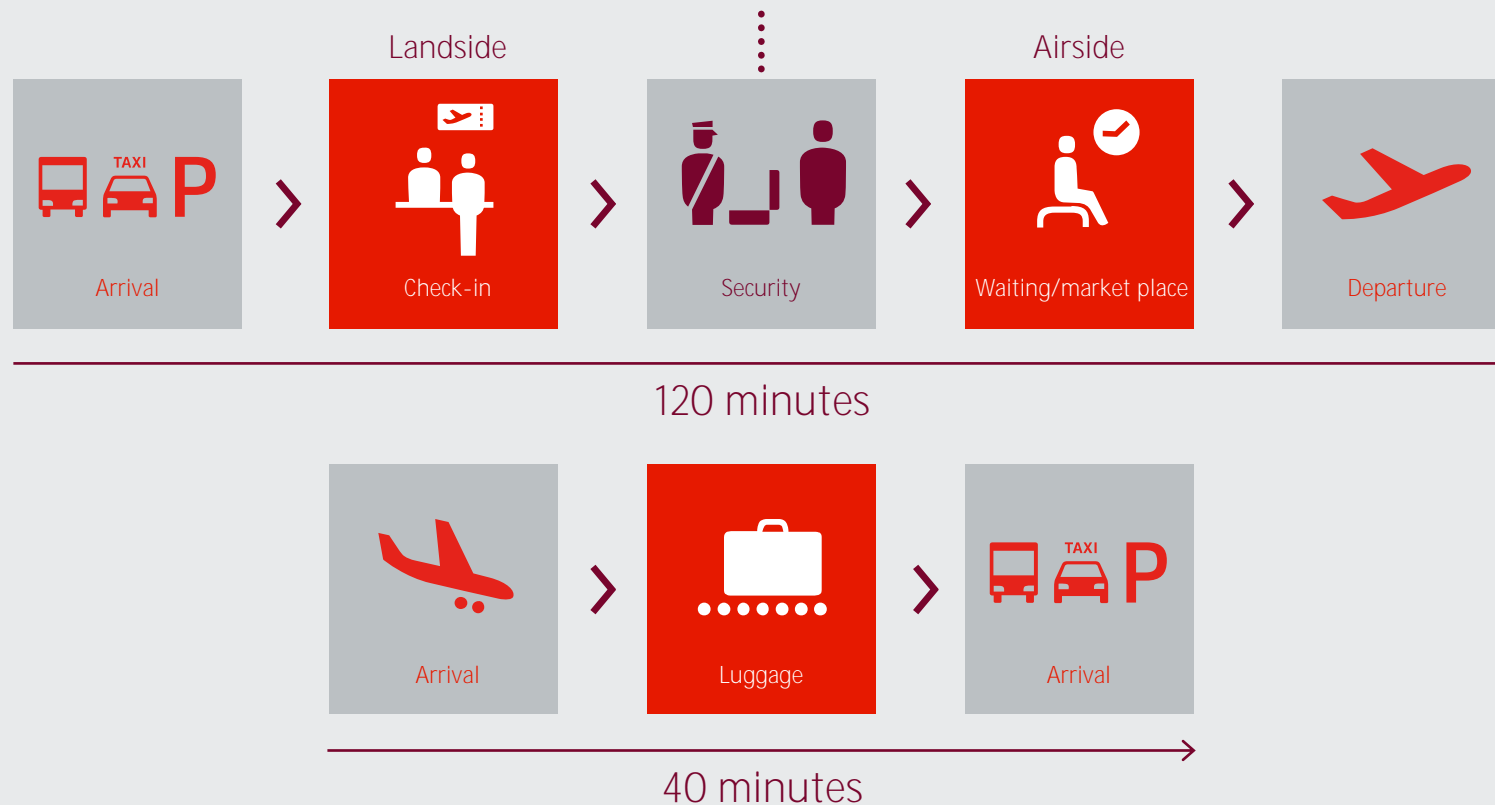 Landside
Airside
TAXI
P
Arrival
Check-in
Security
Waiting/market place
Departure
120 minutes
TAXI
P
Arrival
Luggage
Arrival
40 minutes